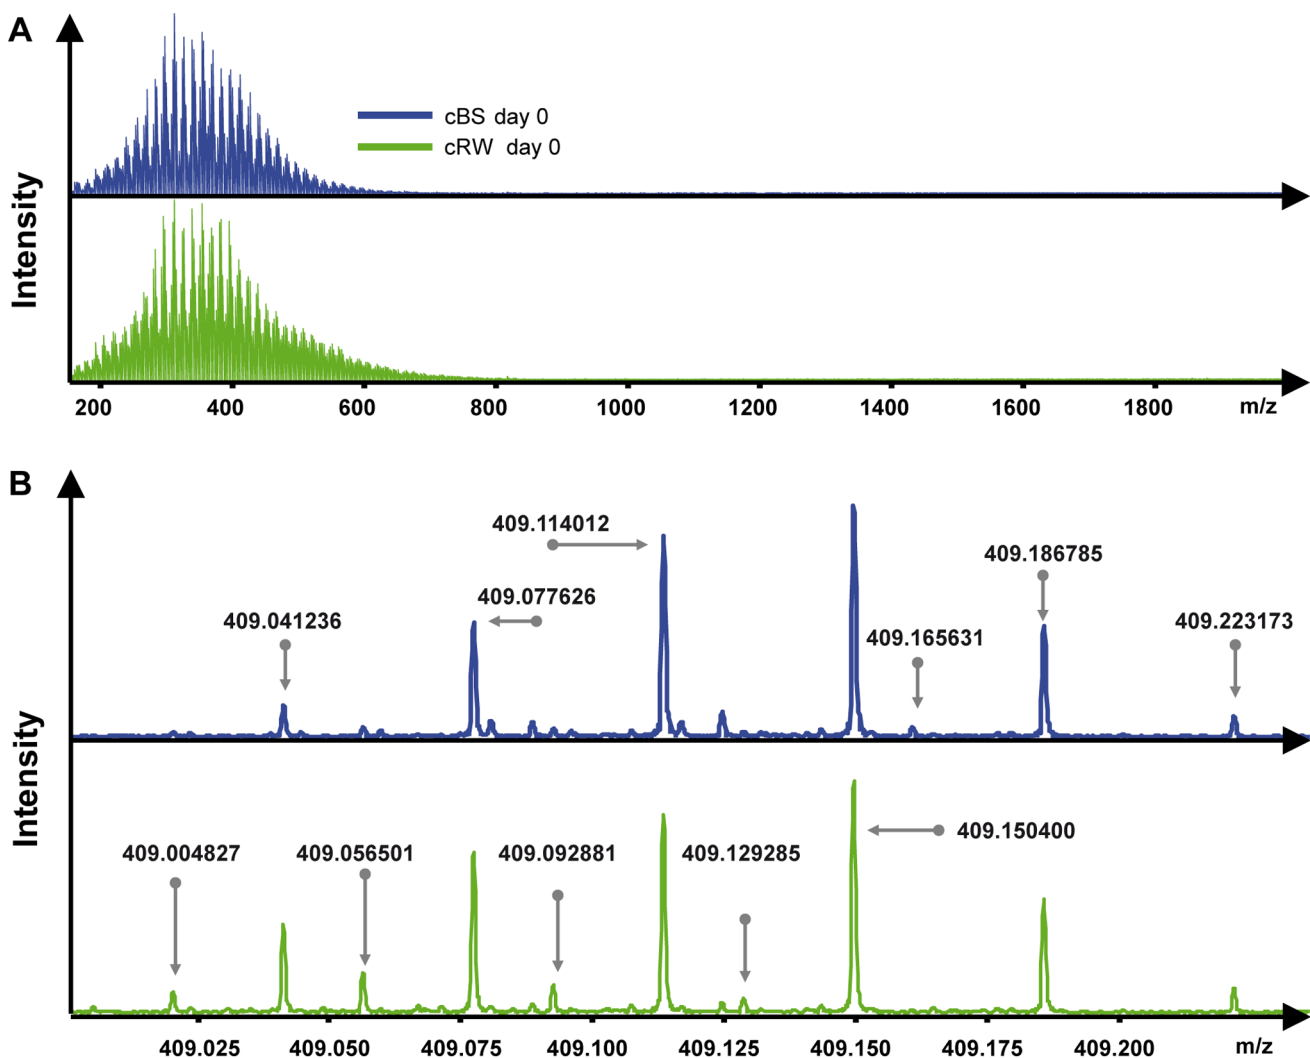 A
cBS day 0
cRW day 0
Intensity
200 400 600 800 1000 1200 1400 1600 1800 m/z
B
409.114012
409.186785
409.077626
409.041236
409.165631
409.223173
Intensity
409.150400
409.004827 409.056501 409.092881 409.129285
409.025 409.050 409.075 409.100 409.125 409.150 409.175 409.200 m/z